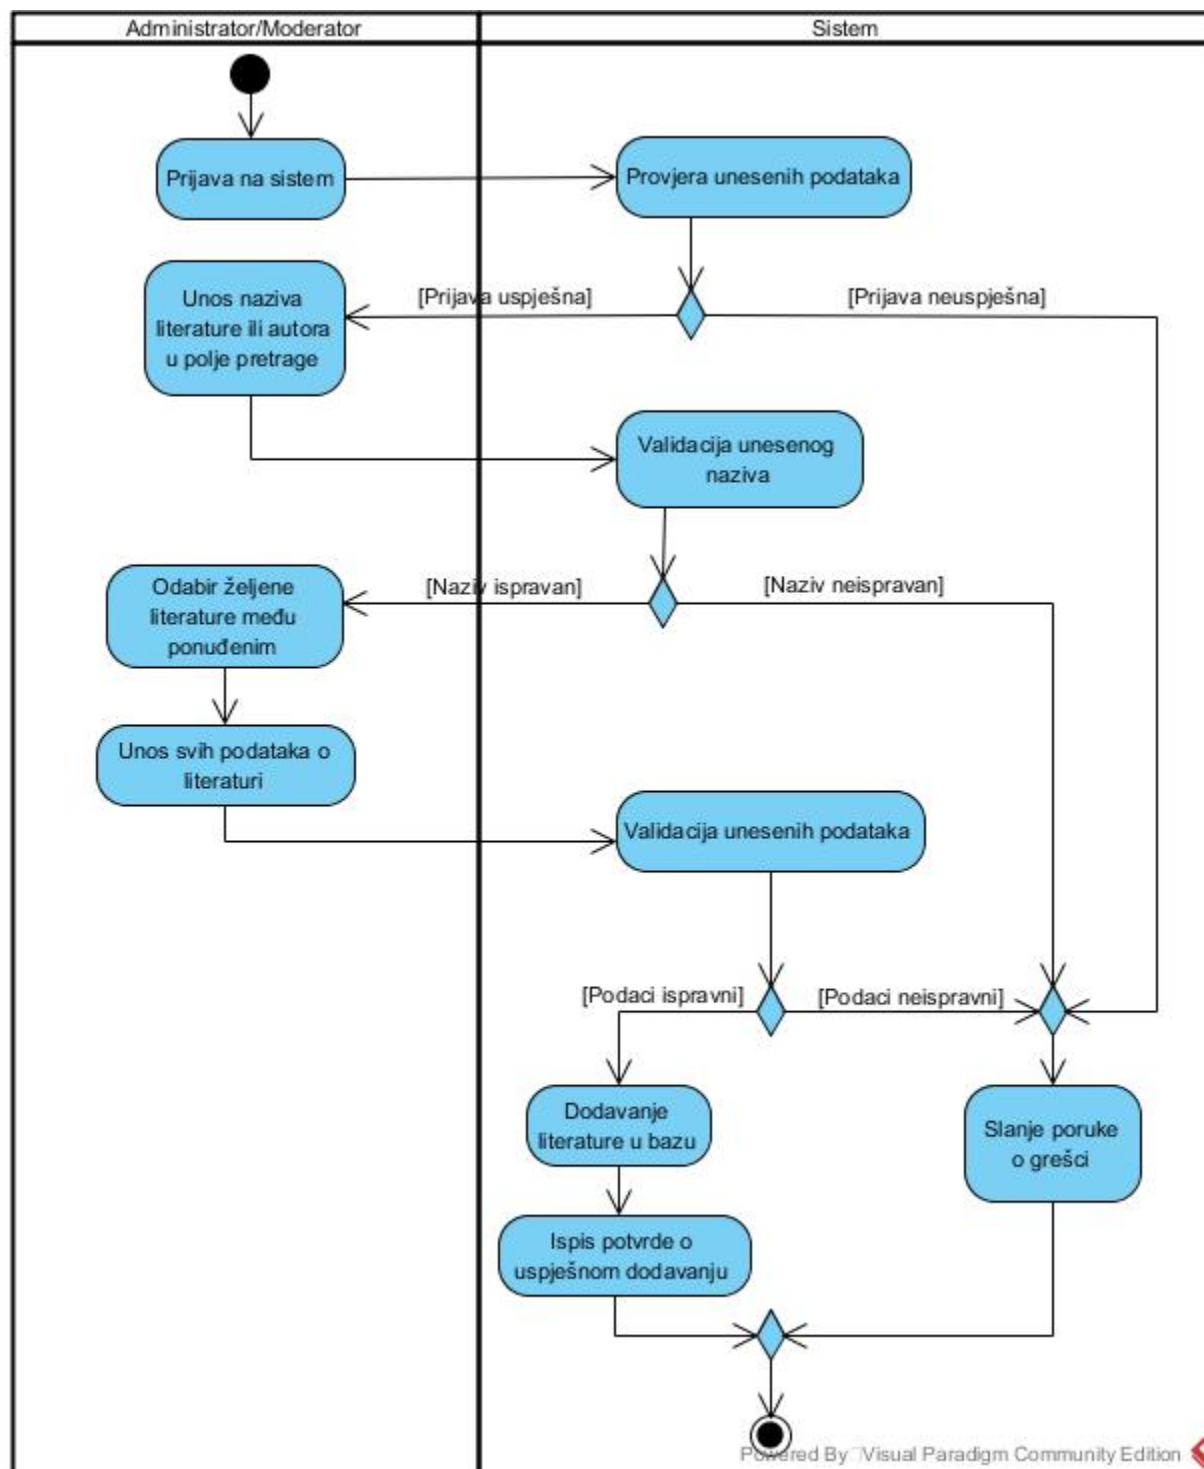 Administrator/Moderator
Sistem
Prijava na sistem
Provjera unesenih podataka
[Prijava uspješna]
[Prijava neuspješna]
Unos naziva
literature ili autora
u polje pretrage
Validacija unesenog
naziva
[Naziv ispravan]
[Naziv neispravan]
Odabir željene
literature među
ponuđenim
Unos svih podataka o
literaturi
Validacija unesenih podataka
[Podaci ispravni]
[Podaci neispravni]
Dodavanje
literature u bazu
Slanje poruke
o grešci
Ispis potvrde o
uspješnom dodavanju
Powered By Visual Paradigm Community Edition